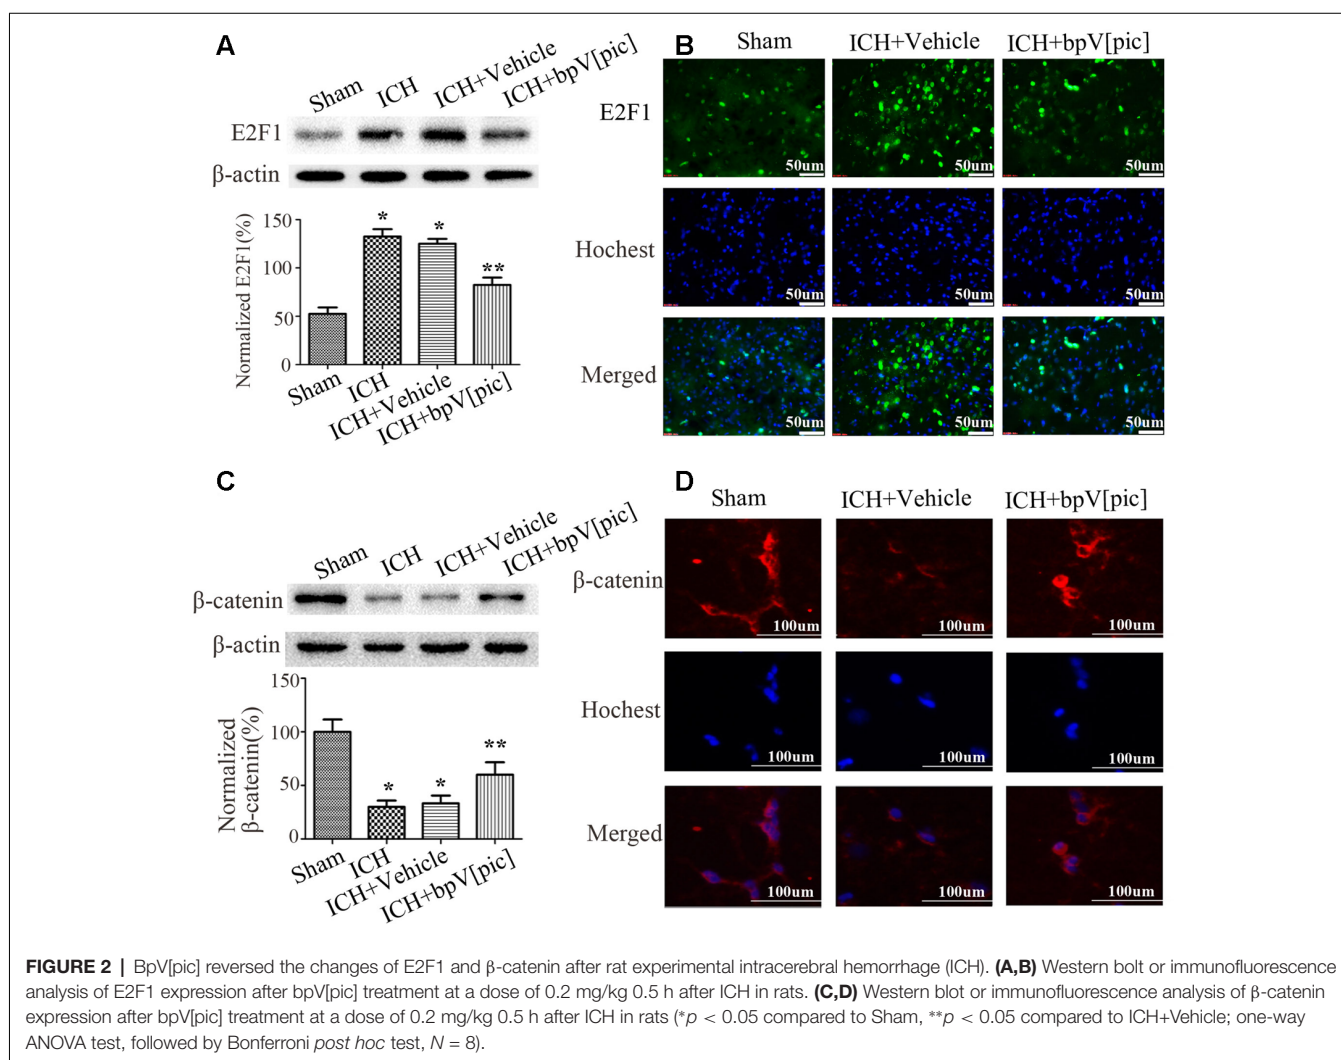 A
Sham
ICH
ICH+Vehicle
ICH+bpV[pic]
E2F1
β-actin
Normalized E2F1(%)
150
100
50
0
*
*
**
Sham
ICH
ICH+Vehicle
ICH+bpV[pic]
B
Sham
ICH+Vehicle
ICH+bpV[pic]
E2F1
50um
50um
50um
Hochest
50um
50um
50um
Merged
50um
50um
50um
C
Sham
ICH
ICH+Vehicle
ICH+bpV[pic]
β-catenin
β-actin
Normalized
β-catenin(%)
150
100
50
0
*
*
**
Sham
ICH
ICH+Vehicle
ICH+bpV[pic]
D
Sham
ICH+Vehicle
ICH+bpV[pic]
β-catenin
100um
100um
100um
Hochest
100um
100um
100um
Merged
100um
100um
100um
FIGURE 2 | BpV[pic] reversed the changes of E2F1 and β-catenin after rat experimental intracerebral hemorrhage (ICH). (A,B) Western bolt or immunofluorescence
analysis of E2F1 expression after bpV[pic] treatment at a dose of 0.2 mg/kg 0.5 h after ICH in rats. (C,D) Western blot or immunofluorescence analysis of β-catenin
expression after bpV[pic] treatment at a dose of 0.2 mg/kg 0.5 h after ICH in rats (*p < 0.05 compared to Sham, **p < 0.05 compared to ICH+Vehicle; one-way
ANOVA test, followed by Bonferroni post hoc test, N = 8).